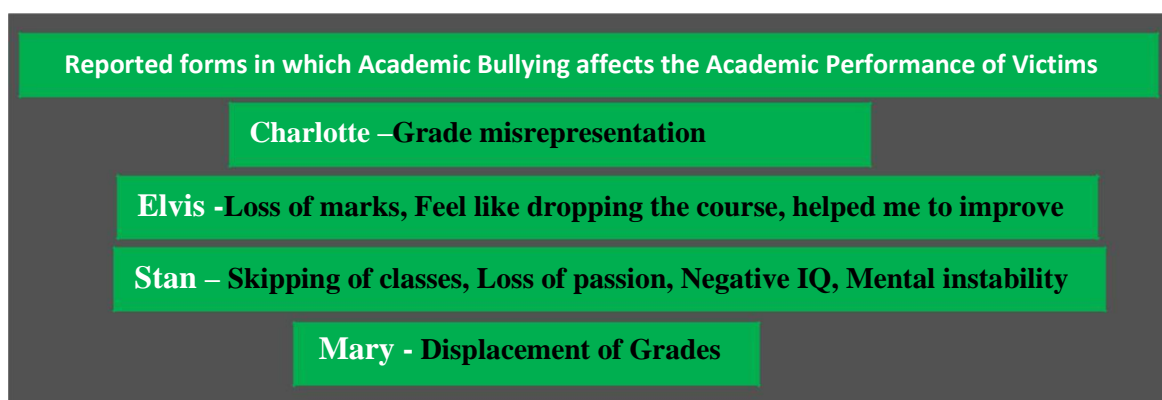 Reported forms in which Academic Bullying affects the Academic Performance of Victims
Charlotte –Grade misrepresentation
Elvis -Loss of marks, Feel like dropping the course, helped me to improve
Stan – Skipping of classes, Loss of passion, Negative IQ, Mental instability
Mary - Displacement of Grades